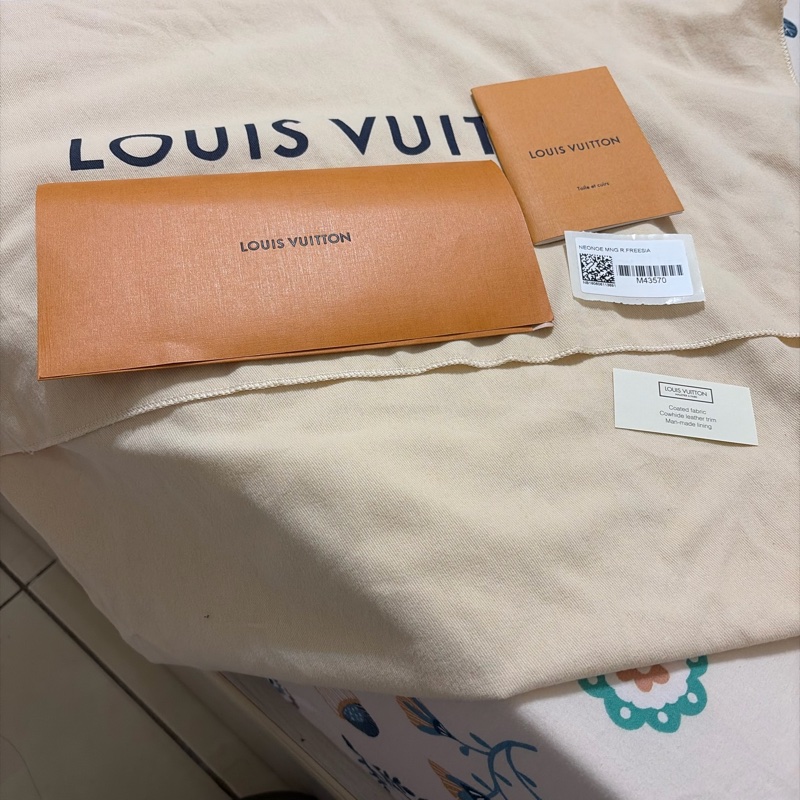 LOUIS VUIT
LOUIS VUITTON
LOUIS VUITTON
Toile et cuirs
NEONOE MNG R.FREESIA
M43570
LOUIS VUITTON
Coated fabric
Cowhide leather trim
Man-made lining